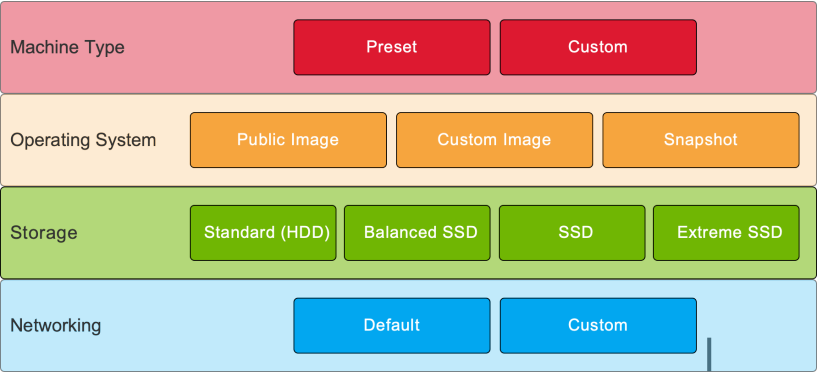 Machine Type
Preset
Custom
Operating System
Public Image
Custom Image
Snapshot
Storage
Standard (HDD)
Balanced SSD
SSD
Extreme SSD
Networking
Default
Custom